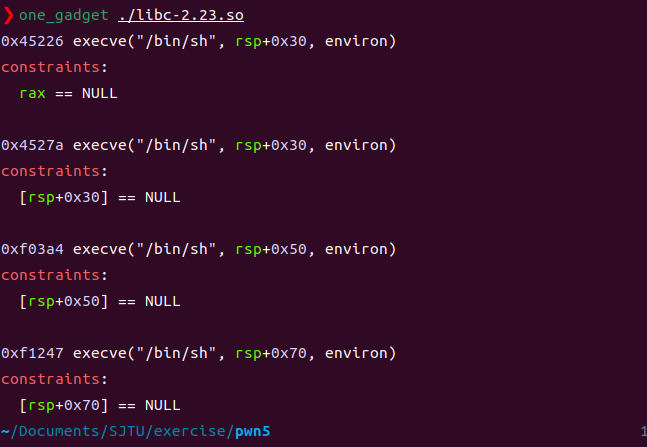 ❯ one_gadget ./libc-2.23.so
0x45226 execve("/bin/sh", rsp+0x30, environ)
constraints:
  rax == NULL

0x4527a execve("/bin/sh", rsp+0x30, environ)
constraints:
  [rsp+0x30] == NULL

0xf03a4 execve("/bin/sh", rsp+0x50, environ)
constraints:
  [rsp+0x50] == NULL

0xf1247 execve("/bin/sh", rsp+0x70, environ)
constraints:
  [rsp+0x70] == NULL
~/Documents/SJTU/exercise/pwn5 1